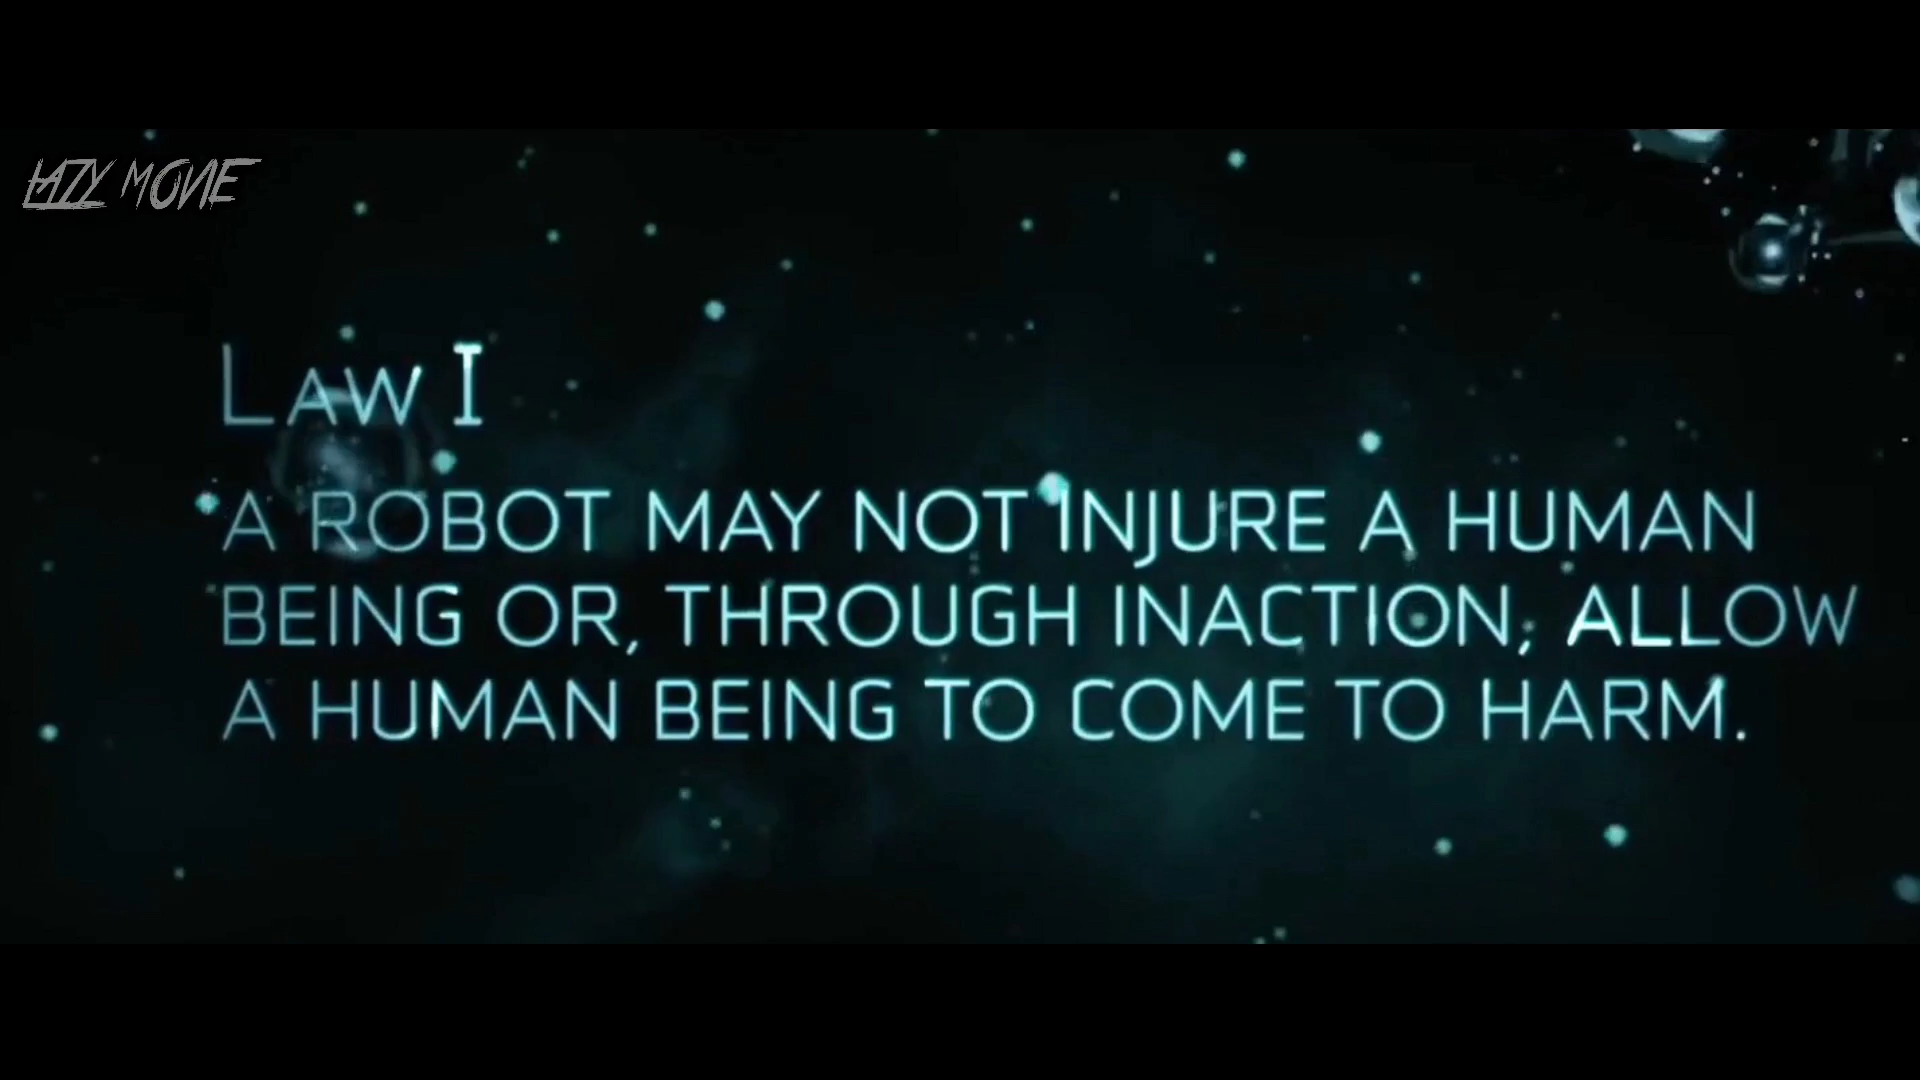 LAZY MOVIE
LAW I
A ROBOT MAY NOT INJURE A HUMAN
BEING OR, THROUGH INACTION, ALLOW
A HUMAN BEING TO COME TO HARM.